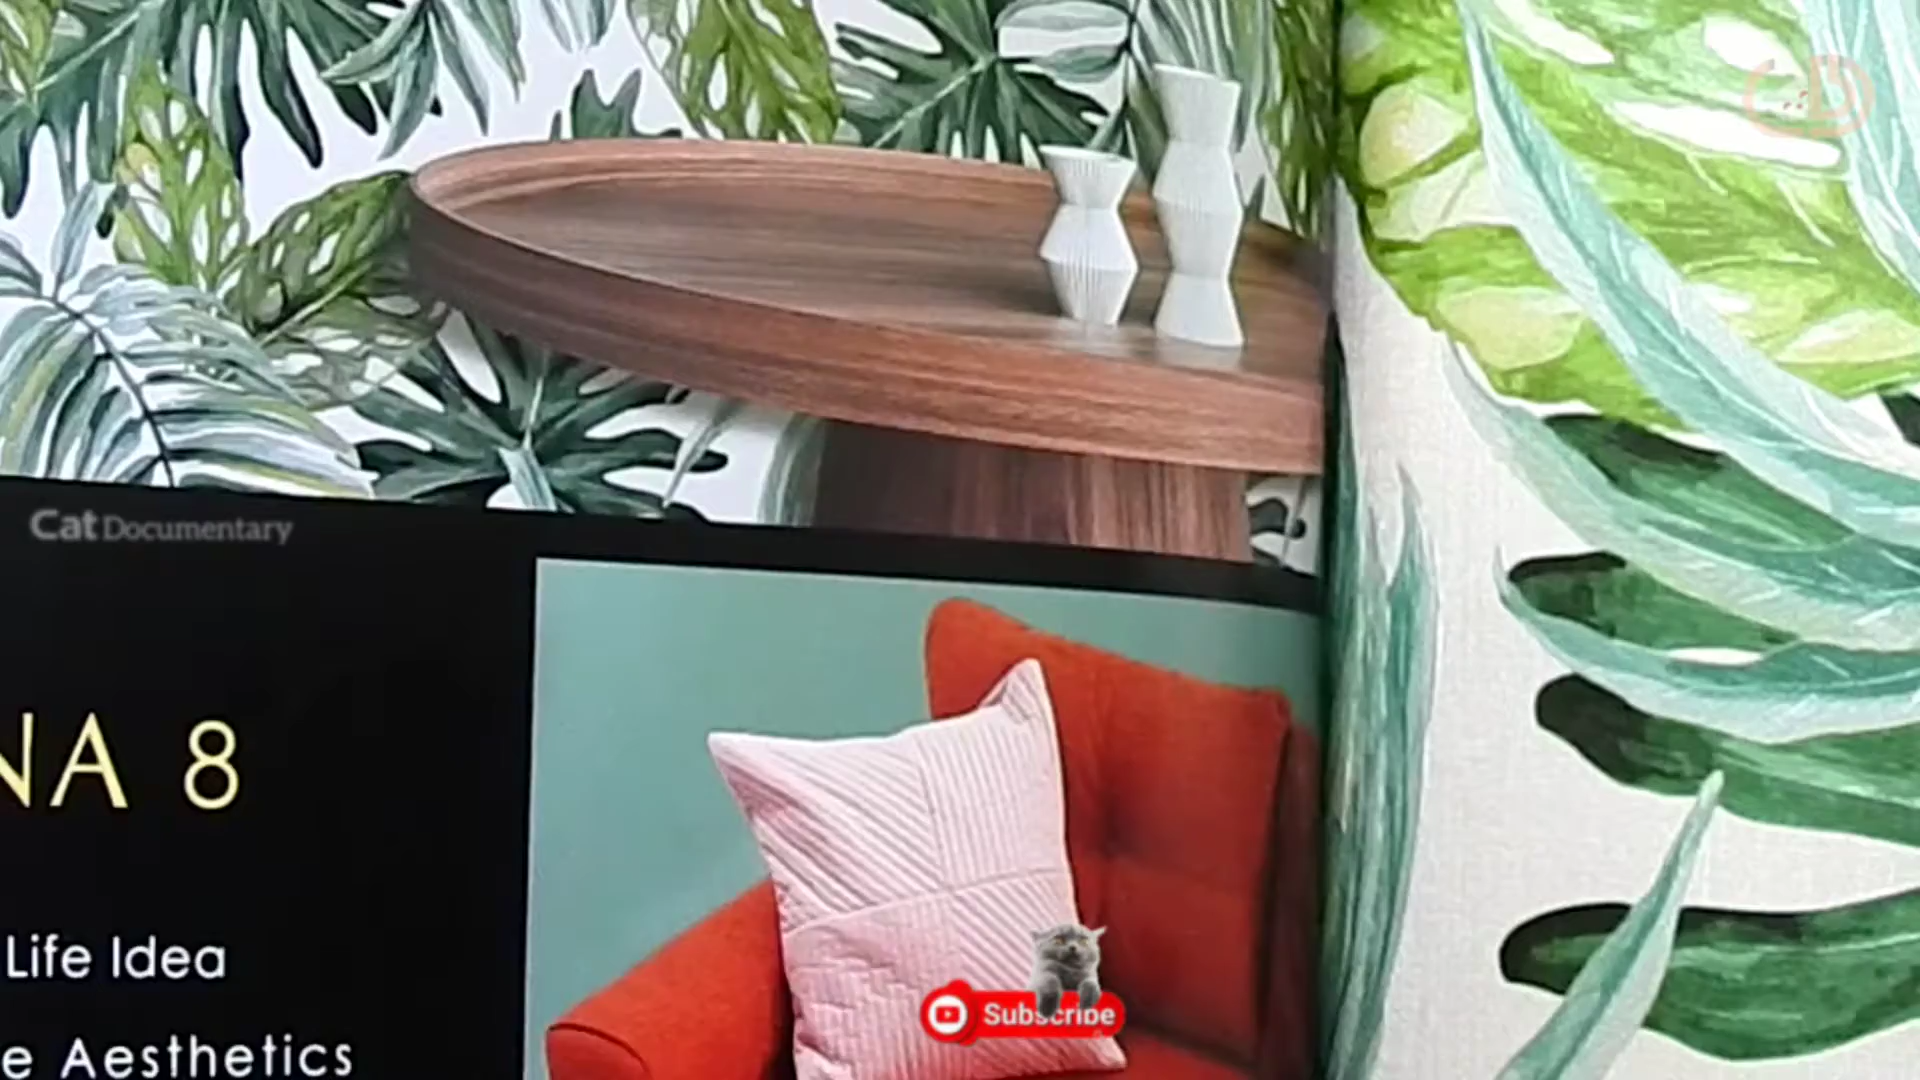 Cat Documentary
NA 8
Life Idea
e Aesthetics
Subscribe